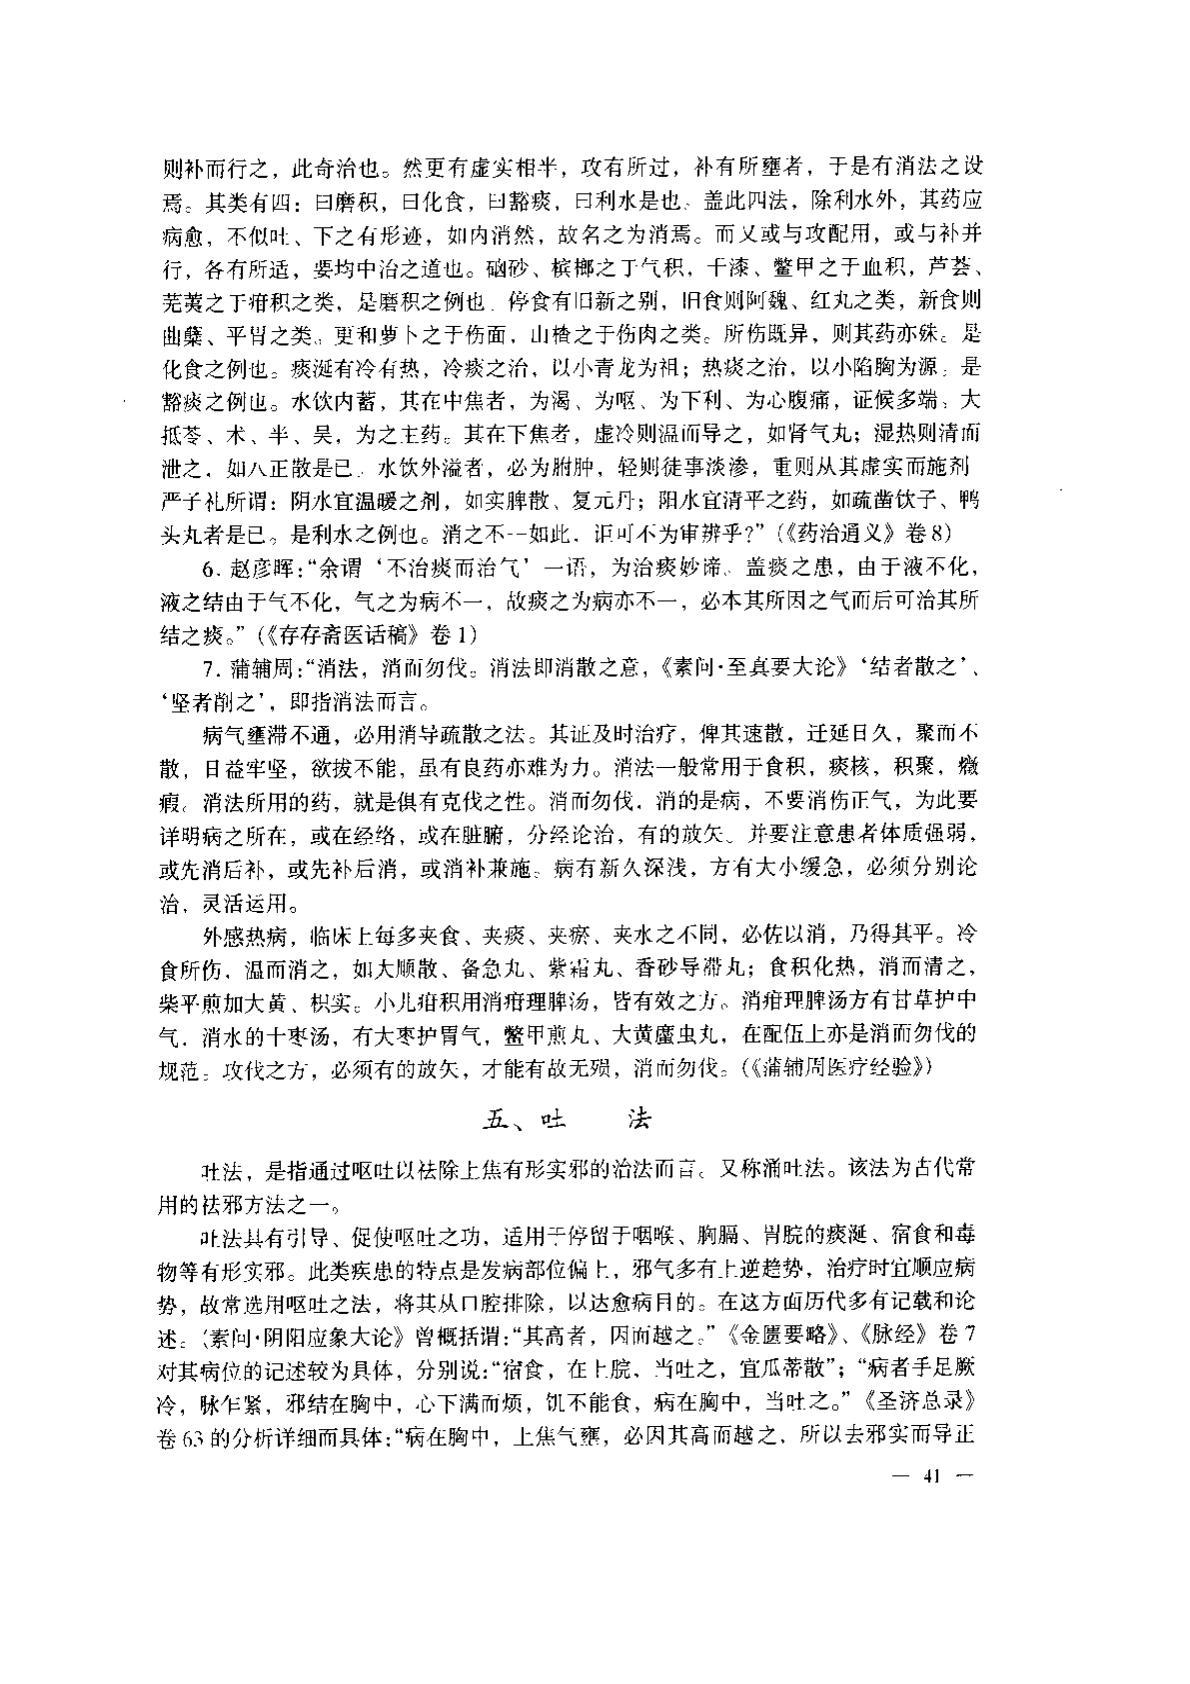 则补而行之，此奇治也。然更有虚实相半，攻有所过，补有所壅者，于是有消法之设
焉。其类有四：曰磨积，曰化食，曰豁痰，曰利水是也。盖此四法，除利水外，其药应
病愈，不似吐、下之有形迹，如内消然，故名之为消焉。而又或与攻配用，或与补并
行，各有所适，要均中治之道也。硇砂、槟榔之于气积，干漆、鳖甲之于血积，芦荟、
芜荑之于疳积之类，是磨积之例也。停食有旧新之别，旧食则阿魏、红丸之类，新食则
曲蘖、平胃之类。更和萝卜之于伤面，山楂之于伤肉之类。所伤既异，则其药亦殊。是
化食之例也。痰涎有冷有热，冷痰之治，以小青龙为祖；热痰之治，以小陷胸为源。是
豁痰之例也。水饮内蓄，其在中焦者，为渴、为呕、为下利、为心腹痛，证候多端。大
抵苓、术、半、吴，为之主药。其在下焦者，虚冷则温而导之，如肾气丸；湿热则清而
泄之，如八正散是已。水饮外溢者，必为胕肿，轻则徒事淡渗，重则从其虚实而施剂
严子礼所谓：阴水宜温暖之剂，如实脾散、复元丹；阳水宜清平之药，如疏凿饮子、鸭
头丸者是已。是利水之例也。消之不一如此，讵可不为审辨乎？”（《药治通义》卷8）
6．赵彦晖：“余谓‘不治痰而治气’一语，为治痰妙谛。盖痰之患，由于液不化，
液之结由于气不化，气之为病不一，故痰之为病亦不一，必本其所因之气而后可治其所
结之痰。”（《存存斋医话稿》卷1）
7．蒲辅周：“消法，消而勿伐。消法即消散之意，《素问·至真要大论》‘结者散之’、
‘坚者削之’，即指消法而言。
病气壅滞不通，必用消导疏散之法。其证及时治疗，俾其速散，迁延日久，聚而不
散，日益牢坚，欲拔不能，虽有良药亦难为力。消法一般常用于食积，痰核，积聚，癥
瘕。消法所用的药，就是俱有克伐之性。消而勿伐，消的是病，不要消伤正气，为此要
详明病之所在，或在经络，或在脏腑，分经论治，有的放矢。并要注意患者体质强弱，
或先消后补，或先补后消，或消补兼施。病有新久深浅，方有大小缓急，必须分别论
治，灵活运用。
外感热病，临床上每多夹食、夹痰、夹瘀、夹水之不同，必佐以消，乃得其平。冷
食所伤，温而消之，如大顺散、备急丸、紫霜丸、香砂导滞丸；食积化热，消而清之，
柴平煎加大黄、枳实。小儿疳积用消疳理脾汤，皆有效之方。消疳理脾汤方有甘草护中
气，消水的十枣汤，有大枣护胃气，鳖甲煎丸、大黄䗪虫丸，在配伍上亦是消而勿伐的
规范。攻伐之方，必须有的放矢，才能有故无殒，消而勿伐。（《蒲辅周医疗经验》）
五、吐　　法
吐法，是指通过呕吐以祛除上焦有形实邪的治法而言。又称涌吐法。该法为古代常
用的祛邪方法之一。
吐法具有引导、促使呕吐之功，适用于停留于咽喉、胸膈、胃脘的痰涎、宿食和毒
物等有形实邪。此类疾患的特点是发病部位偏上，邪气多有上逆趋势，治疗时宜顺应病
势，故常选用呕吐之法，将其从口腔排除，以达愈病目的。在这方面历代多有记载和论
述。《素问·阴阳应象大论》曾概括谓：“其高者，因而越之。”《金匮要略》、《脉经》卷7
对其病位的记述较为具体，分别说：“宿食，在上脘，当吐之，宜瓜蒂散”；“病者手足厥
冷，脉乍紧，邪结在胸中，心下满而烦，饥不能食，病在胸中，当吐之。”《圣济总录》
卷63的分析详细而具体：“病在胸中，上焦气壅，必因其高而越之，所以去邪实而导正
— 41 —